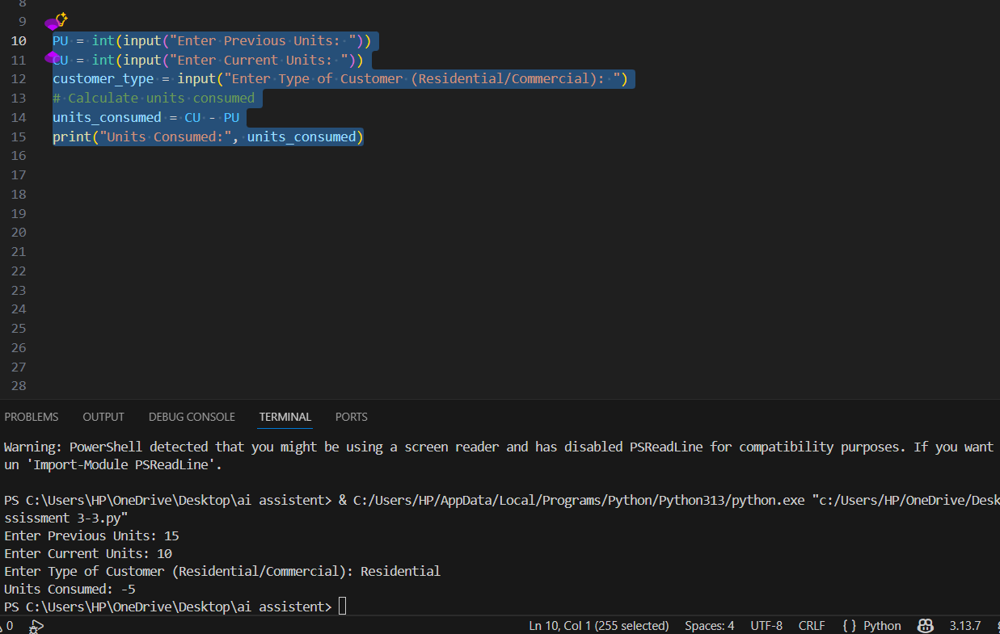 8
9
10 PU = int(input("Enter Previous Units: "))
11 CU = int(input("Enter Current Units: "))
12 customer_type = input("Enter Type of Customer (Residential/Commercial): ")
13 # Calculate units consumed
14 units_consumed = CU - PU
15 print("Units Consumed:", units_consumed)
16
17
18
19
20
21
22
23
24
25
26
27
28
PROBLEMS OUTPUT DEBUG CONSOLE TERMINAL PORTS
Warning: PowerShell detected that you might be using a screen reader and has disabled PSReadLine for compatibility purposes. If you want
un 'Import-Module PSReadLine'.
PS C:\Users\HP\OneDrive\Desktop\ai assistent> & C:/Users/HP/AppData/Local/Programs/Python/Python313/python.exe "c:/Users/HP/OneDrive/Desk
ssissment 3-3.py"
Enter Previous Units: 15
Enter Current Units: 10
Enter Type of Customer (Residential/Commercial): Residential
Units Consumed: -5
PS C:\Users\HP\OneDrive\Desktop\ai assistent>
0 Ln 10, Col 1 (255 selected) Spaces: 4 UTF-8 CRLF { } Python 3.13.7